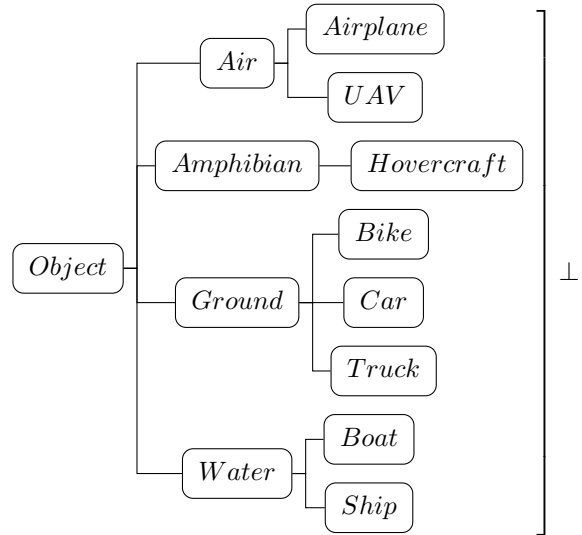 Object
Air
Airplane
UAV
Amphibian
Hovercraft
Ground
Bike
Car
Truck
Water
Boat
Ship
⊥